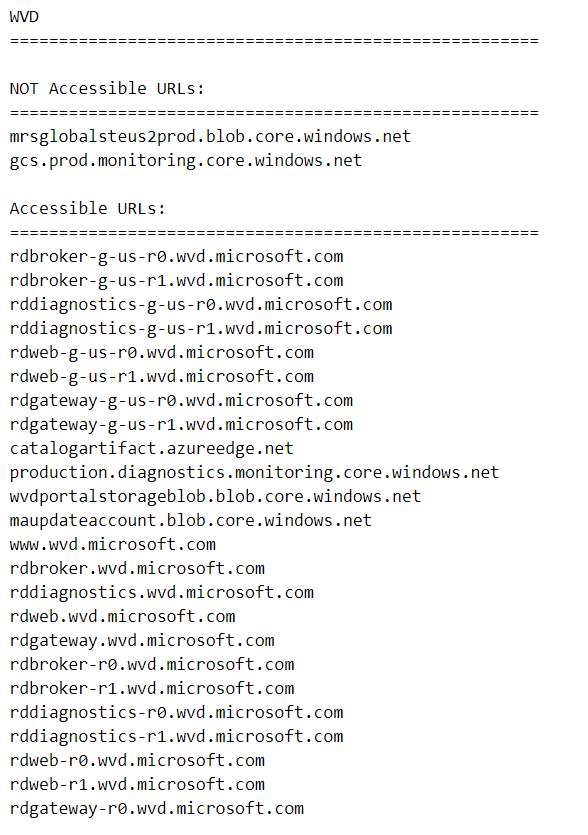 WVD
======================================================
NOT Accessible URLs:
======================================================
mrsglobalsteus2prod.blob.core.windows.net
gcs.prod.monitoring.core.windows.net
Accessible URLs:
======================================================
rdbroker-g-us-r0.wvd.microsoft.com
rdbroker-g-us-r1.wvd.microsoft.com
rddiagnostics-g-us-r0.wvd.microsoft.com
rddiagnostics-g-us-r1.wvd.microsoft.com
rdweb-g-us-r0.wvd.microsoft.com
rdweb-g-us-r1.wvd.microsoft.com
rdgateway-g-us-r0.wvd.microsoft.com
rdgateway-g-us-r1.wvd.microsoft.com
catalogartifact.azureedge.net
production.diagnostics.monitoring.core.windows.net
wvdportalstorageblob.blob.core.windows.net
maupdateaccount.blob.core.windows.net
www.wvd.microsoft.com
rdbroker.wvd.microsoft.com
rddiagnostics.wvd.microsoft.com
rdweb.wvd.microsoft.com
rdgateway.wvd.microsoft.com
rdbroker-r0.wvd.microsoft.com
rdbroker-r1.wvd.microsoft.com
rddiagnostics-r0.wvd.microsoft.com
rddiagnostics-r1.wvd.microsoft.com
rdweb-r0.wvd.microsoft.com
rdweb-r1.wvd.microsoft.com
rdgateway-r0.wvd.microsoft.com